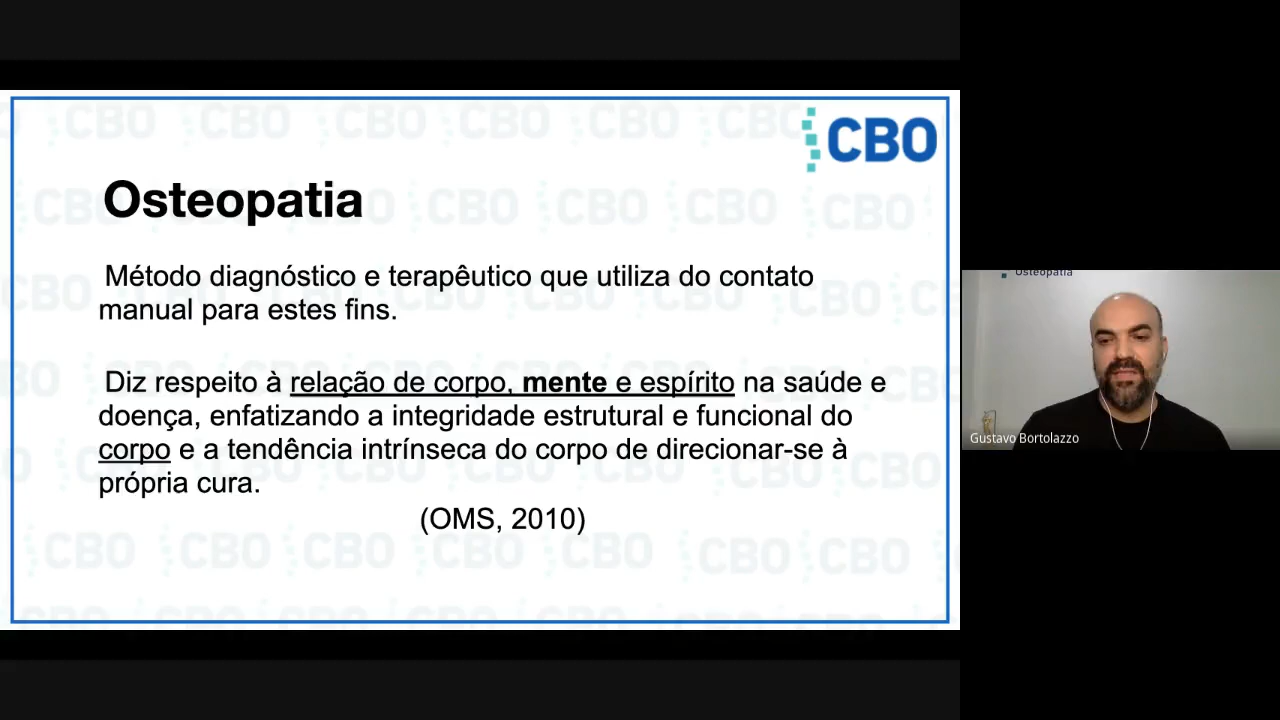 CBO
Osteopatia
Método diagnóstico e terapêutico que utiliza do contato
manual para estes fins.
Diz respeito à relação de corpo, mente e espírito na saúde e
doença, enfatizando a integridade estrutural e funcional do
corpo e a tendência intrínseca do corpo de direcionar-se à
própria cura.
(OMS, 2010)
Osteopatia
Gustavo Bortolazzo